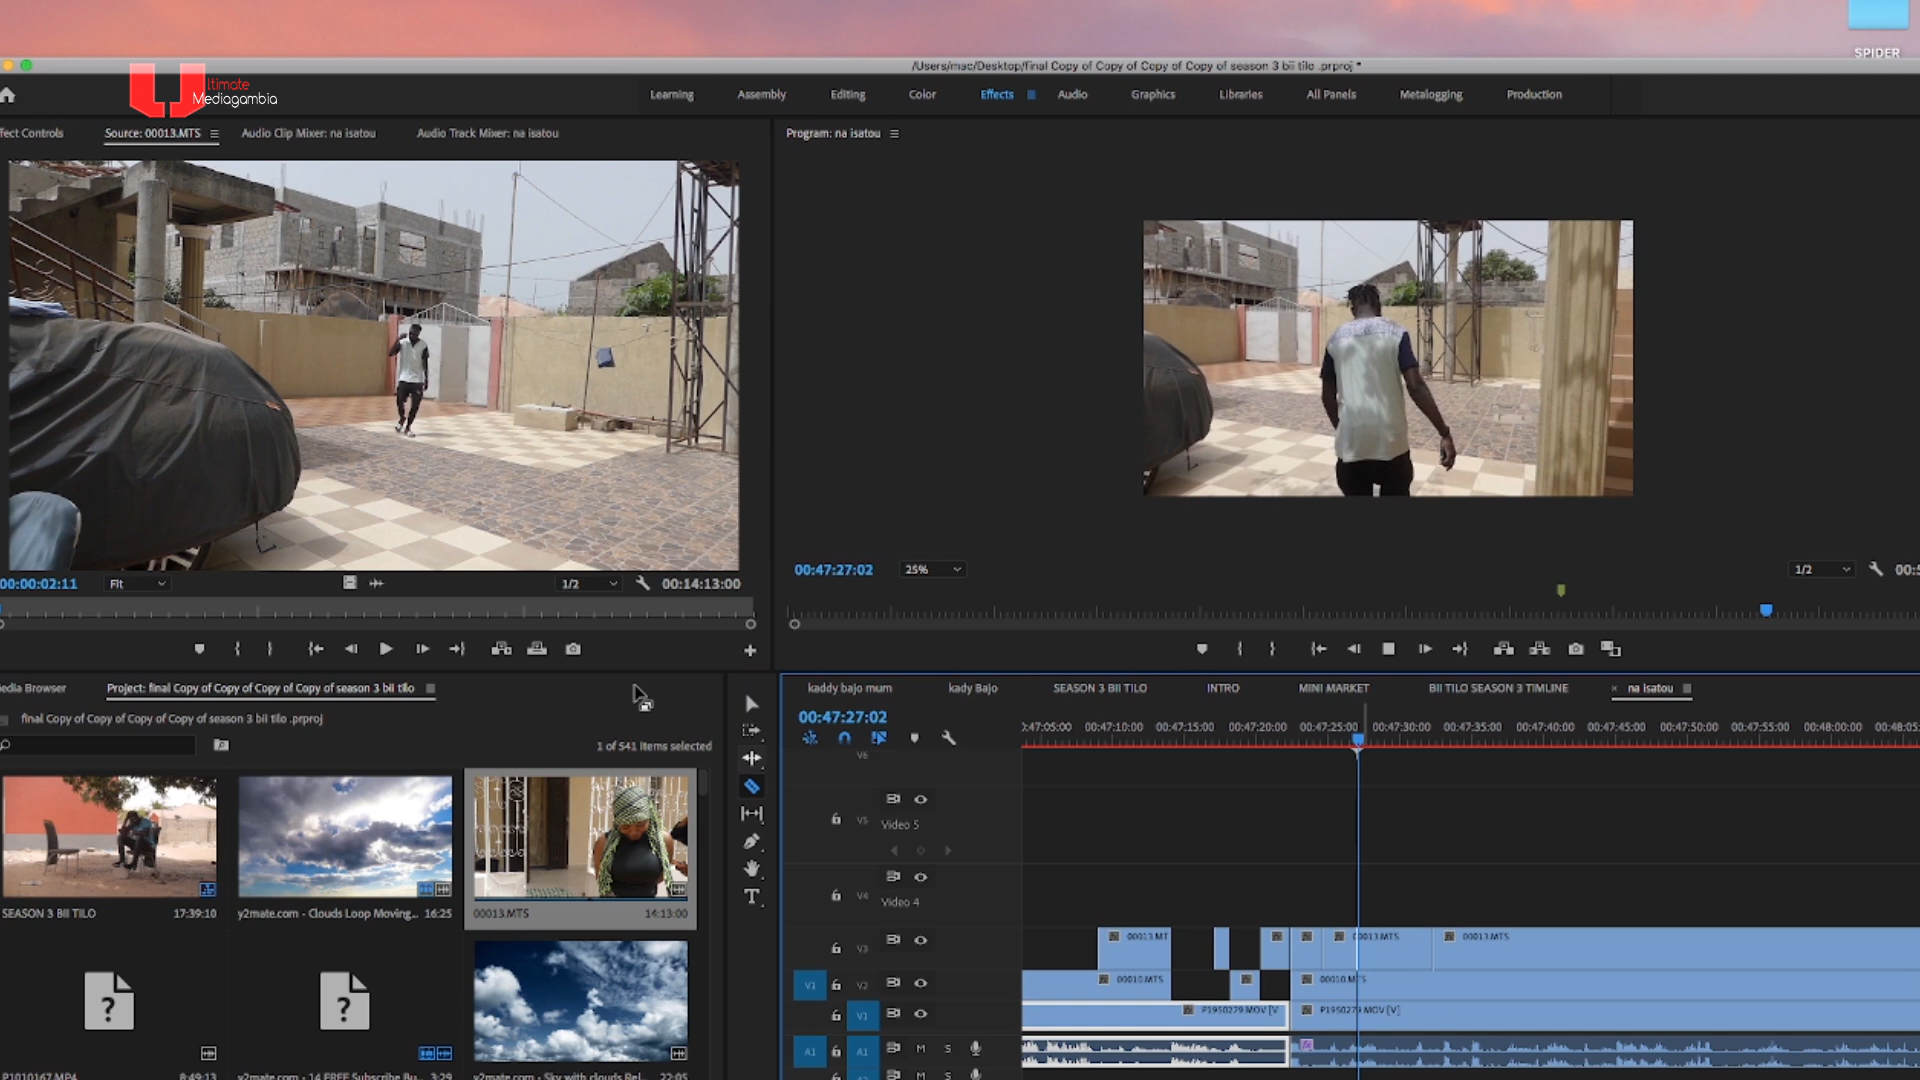 SPIDER
/Users/mac/Desktop/final Copy of Copy of Copy of Copy of season 3 bii tilo .prproj *
Ultimate
Mediagambia
Learning Assembly Editing Color Effects Audio Graphics Libraries All Panels Metalogging Production
fect Controls Source: 00013.MTS Audio Clip Mixer: na isatou Audio Track Mixer: na isatou
Program: na isatou
00:00:02:11 Fit 1/2 00:14:13:00
00:47:27:02 25% 1/2 00:5
edia Browser Project: final Copy of Copy of Copy of Copy of season 3 bii tilo
final Copy of Copy of Copy of Copy of season 3 bii tilo .prproj
1 of 541 items selected
SEASON 3 BII TILO 17:39:10
y2mate.com - Clouds Loop Moving... 16:25
00013.MTS 14:13:00
P1010167.MP4 8:49:13
y2mate.com - 14 FREE Subscribe Bu... 3:29
y2mate.com - Sky with clouds Rel... 22:05
kaddy bajo mum kady Bajo SEASON 3 BII TILO INTRO MINI MARKET BII TILO SEASON 3 TIMLINE × na isatou
00:47:27:02
):47:05:00 00:47:10:00 00:47:15:00 00:47:20:00 00:47:25:00 00:47:30:00 00:47:35:00 00:47:40:00 00:47:45:00 00:47:50:00 00:47:55:00 00:48:00:00 00:48:05
V6
V5 Video 5
V4 Video 4
V3 00013.MT 00013.MTS 00013.MTS
V1 V2 00010.MTS 00010.MTS
V1 P1950279.MOV [V P1950279.MOV [V]
A1 A1 M S
A2 M S